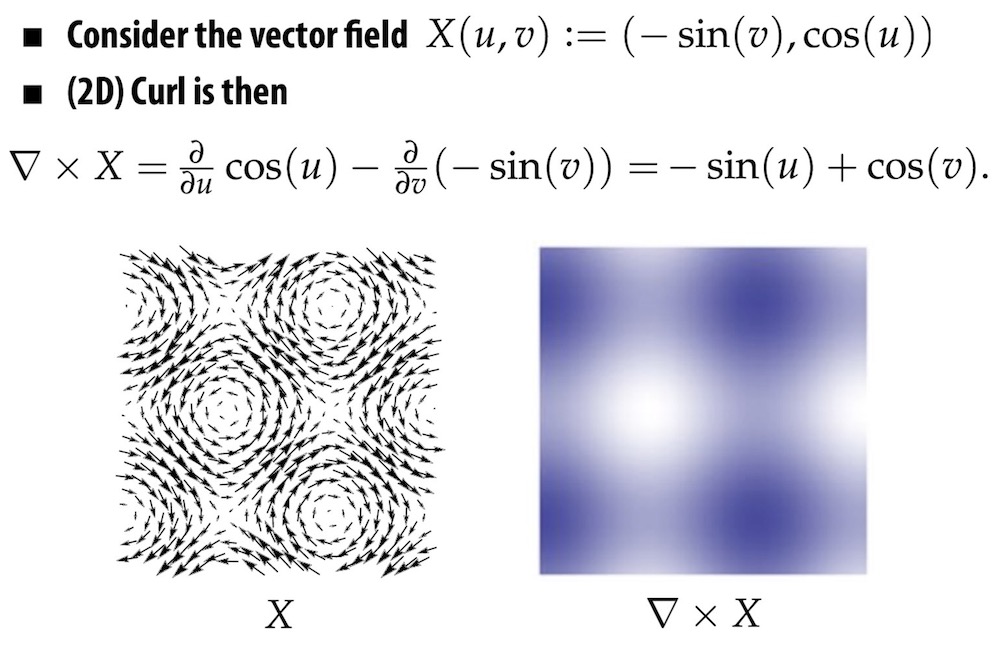 ■ Consider the vector field X(u, v) := (− sin(v), cos(u))
■ (2D) Curl is then
∇ × X = ∂/∂u cos(u) − ∂/∂v (− sin(v)) = − sin(u) + cos(v).
X
∇ × X